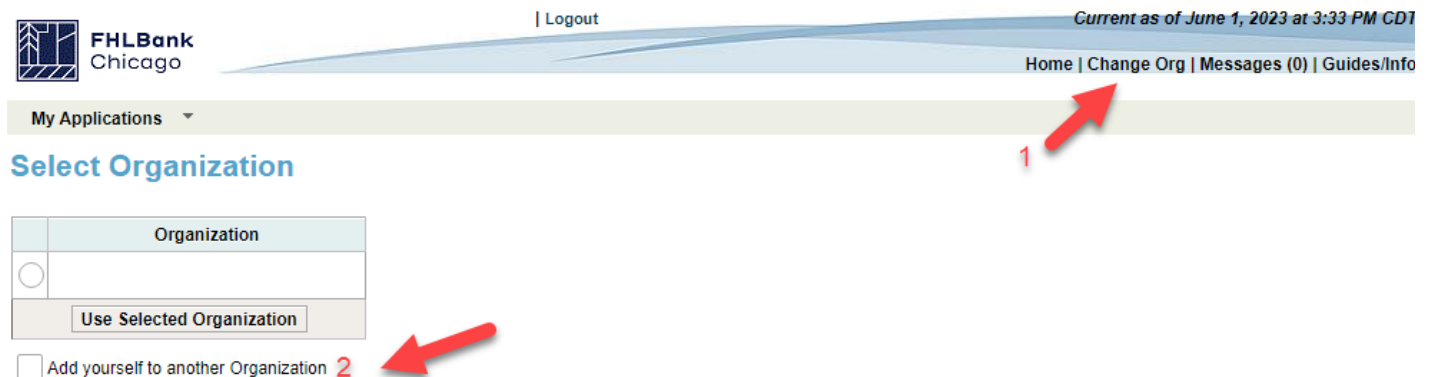 FHLBank
Chicago
| Logout
Current as of June 1, 2023 at 3:33 PM CDT
Home | Change Org | Messages (0) | Guides/Info
My Applications
1
Select Organization
Organization
Use Selected Organization
Add yourself to another Organization 2